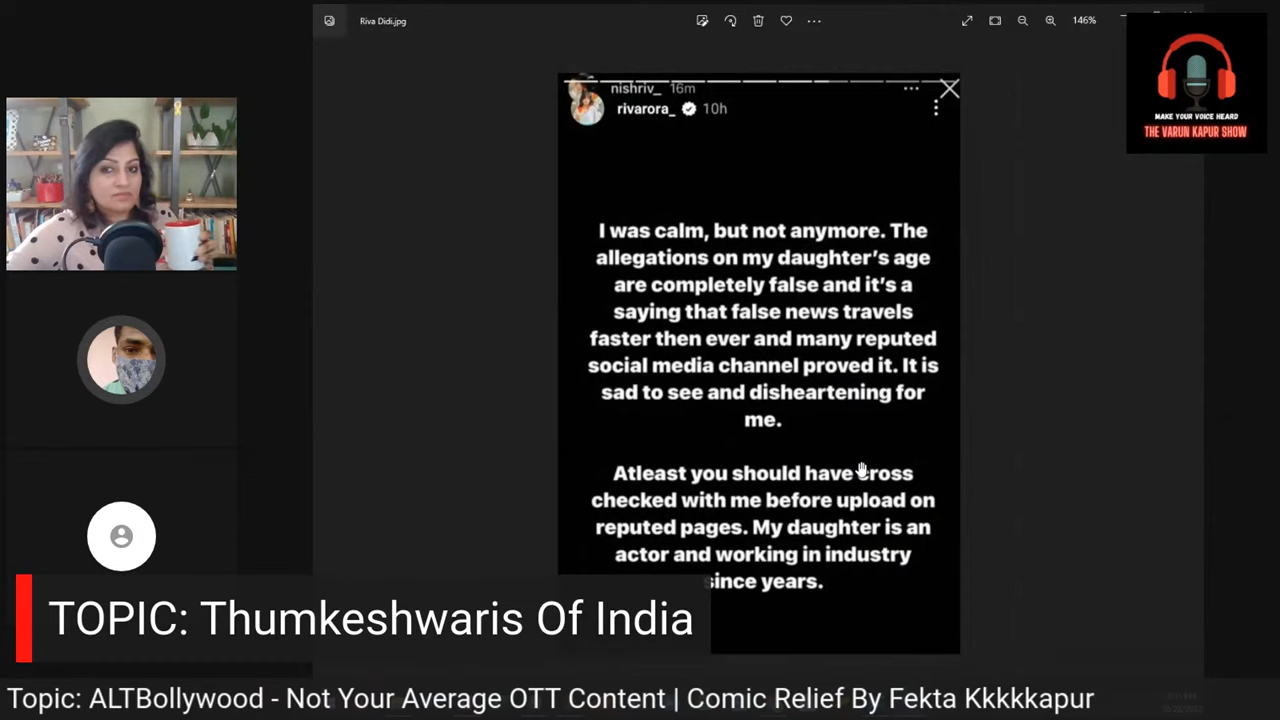 Riva Didi.jpg
146%
MAKE YOUR VOICE HEARD
THE VARUN KAPUR SHOW
nishriv_ 16m
rivarora_ 10h
I was calm, but not anymore. The
allegations on my daughter's age
are completely false and it's a
saying that false news travels
faster then ever and many reputed
social media channel proved it. It is
sad to see and disheartening for
me.
Atleast you should have cross
checked with me before upload on
reputed pages. My daughter is an
actor and working in industry
since years.
TOPIC: Thumkeshwaris Of India
Topic: ALTBollywood - Not Your Average OTT Content | Comic Relief By Fekta Kkkkkapur